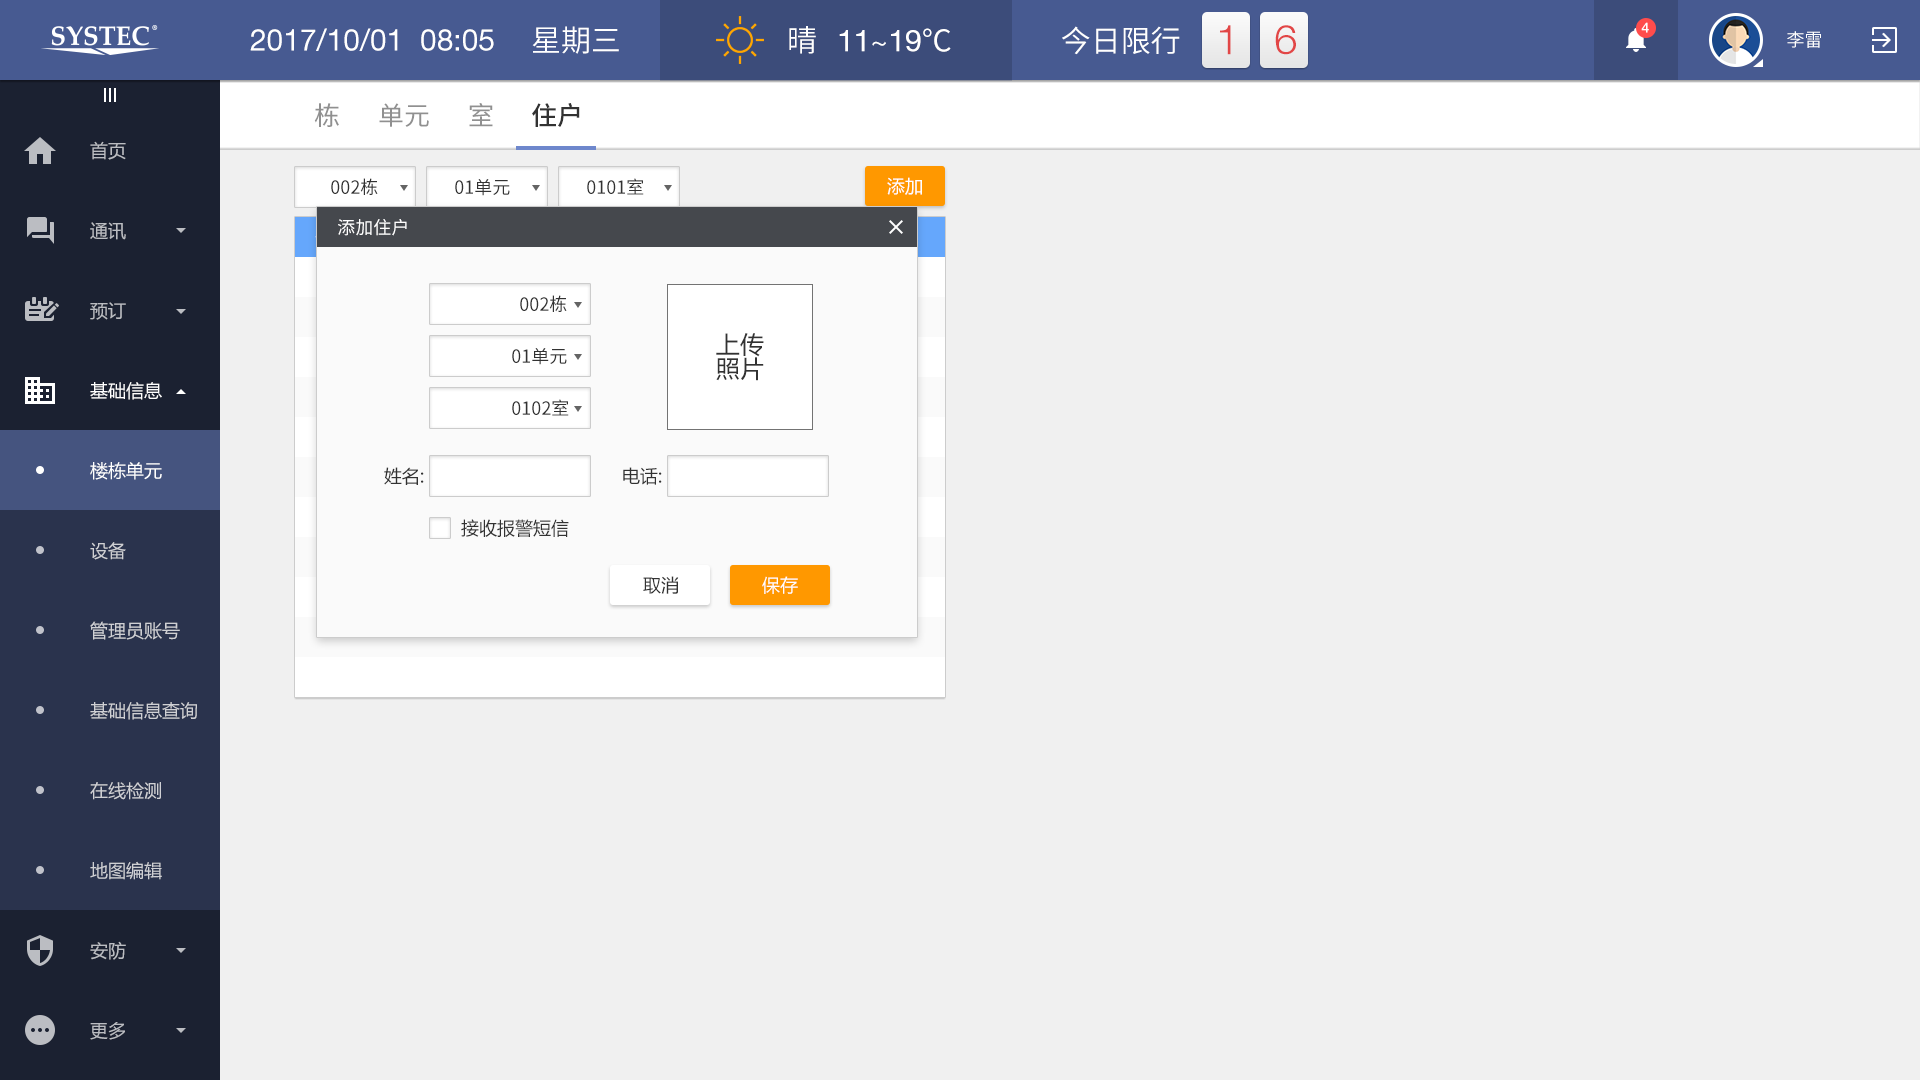 SYSTEC®
2017/10/01 08:05 星期三
晴 11~19℃
今日限行 1 6
4
李雷
首页
通讯
预订
基础信息
楼栋单元
设备
管理员账号
基础信息查询
在线检测
地图编辑
安防
更多
栋 单元 室 住户
002栋 01单元 0101室 添加
添加住户
002栋
01单元
0102室
上传
照片
姓名:
电话:
接收报警短信
取消 保存